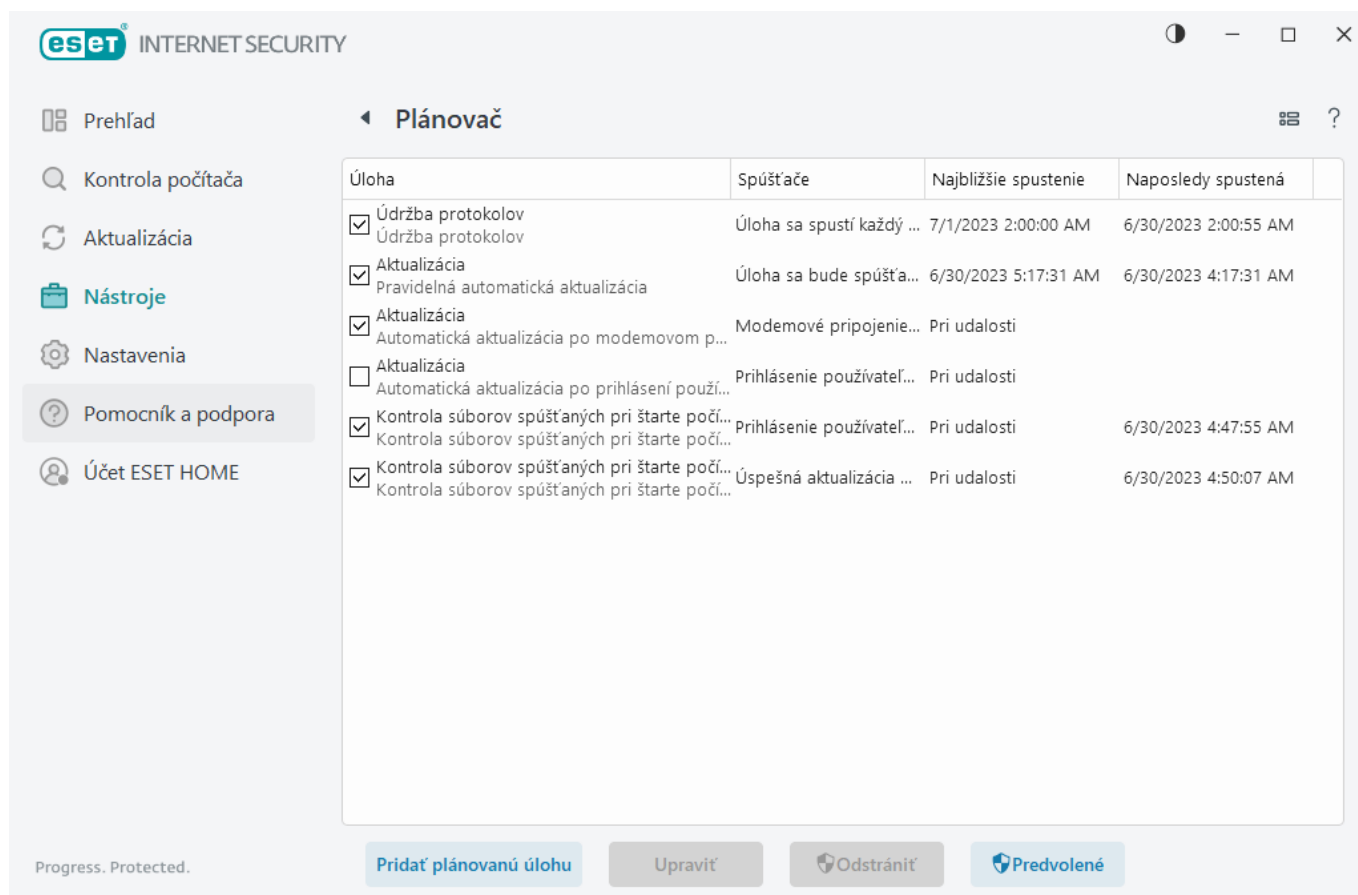 eset® INTERNET SECURITY
Prehľad
Kontrola počítača
Aktualizácia
Nástroje
Nastavenia
Pomocník a podpora
Účet ESET HOME
Progress. Protected.
Plánovač
?
Úloha Spúšťače Najbližšie spustenie Naposledy spustená
Údržba protokolov
Údržba protokolov
Úloha sa spustí každý ... 7/1/2023 2:00:00 AM 6/30/2023 2:00:55 AM
Aktualizácia
Pravidelná automatická aktualizácia
Úloha sa bude spúšťa... 6/30/2023 5:17:31 AM 6/30/2023 4:17:31 AM
Aktualizácia
Automatická aktualizácia po modemovom p...
Modemové pripojenie... Pri udalosti
Aktualizácia
Automatická aktualizácia po prihlásení použí...
Prihlásenie používateľ... Pri udalosti
Kontrola súborov spúšťaných pri štarte počí...
Kontrola súborov spúšťaných pri štarte počí...
Prihlásenie používateľ... Pri udalosti 6/30/2023 4:47:55 AM
Kontrola súborov spúšťaných pri štarte počí...
Kontrola súborov spúšťaných pri štarte počí...
Úspešná aktualizácia ... Pri udalosti 6/30/2023 4:50:07 AM
Pridať plánovanú úlohu Upraviť Odstrániť Predvolené